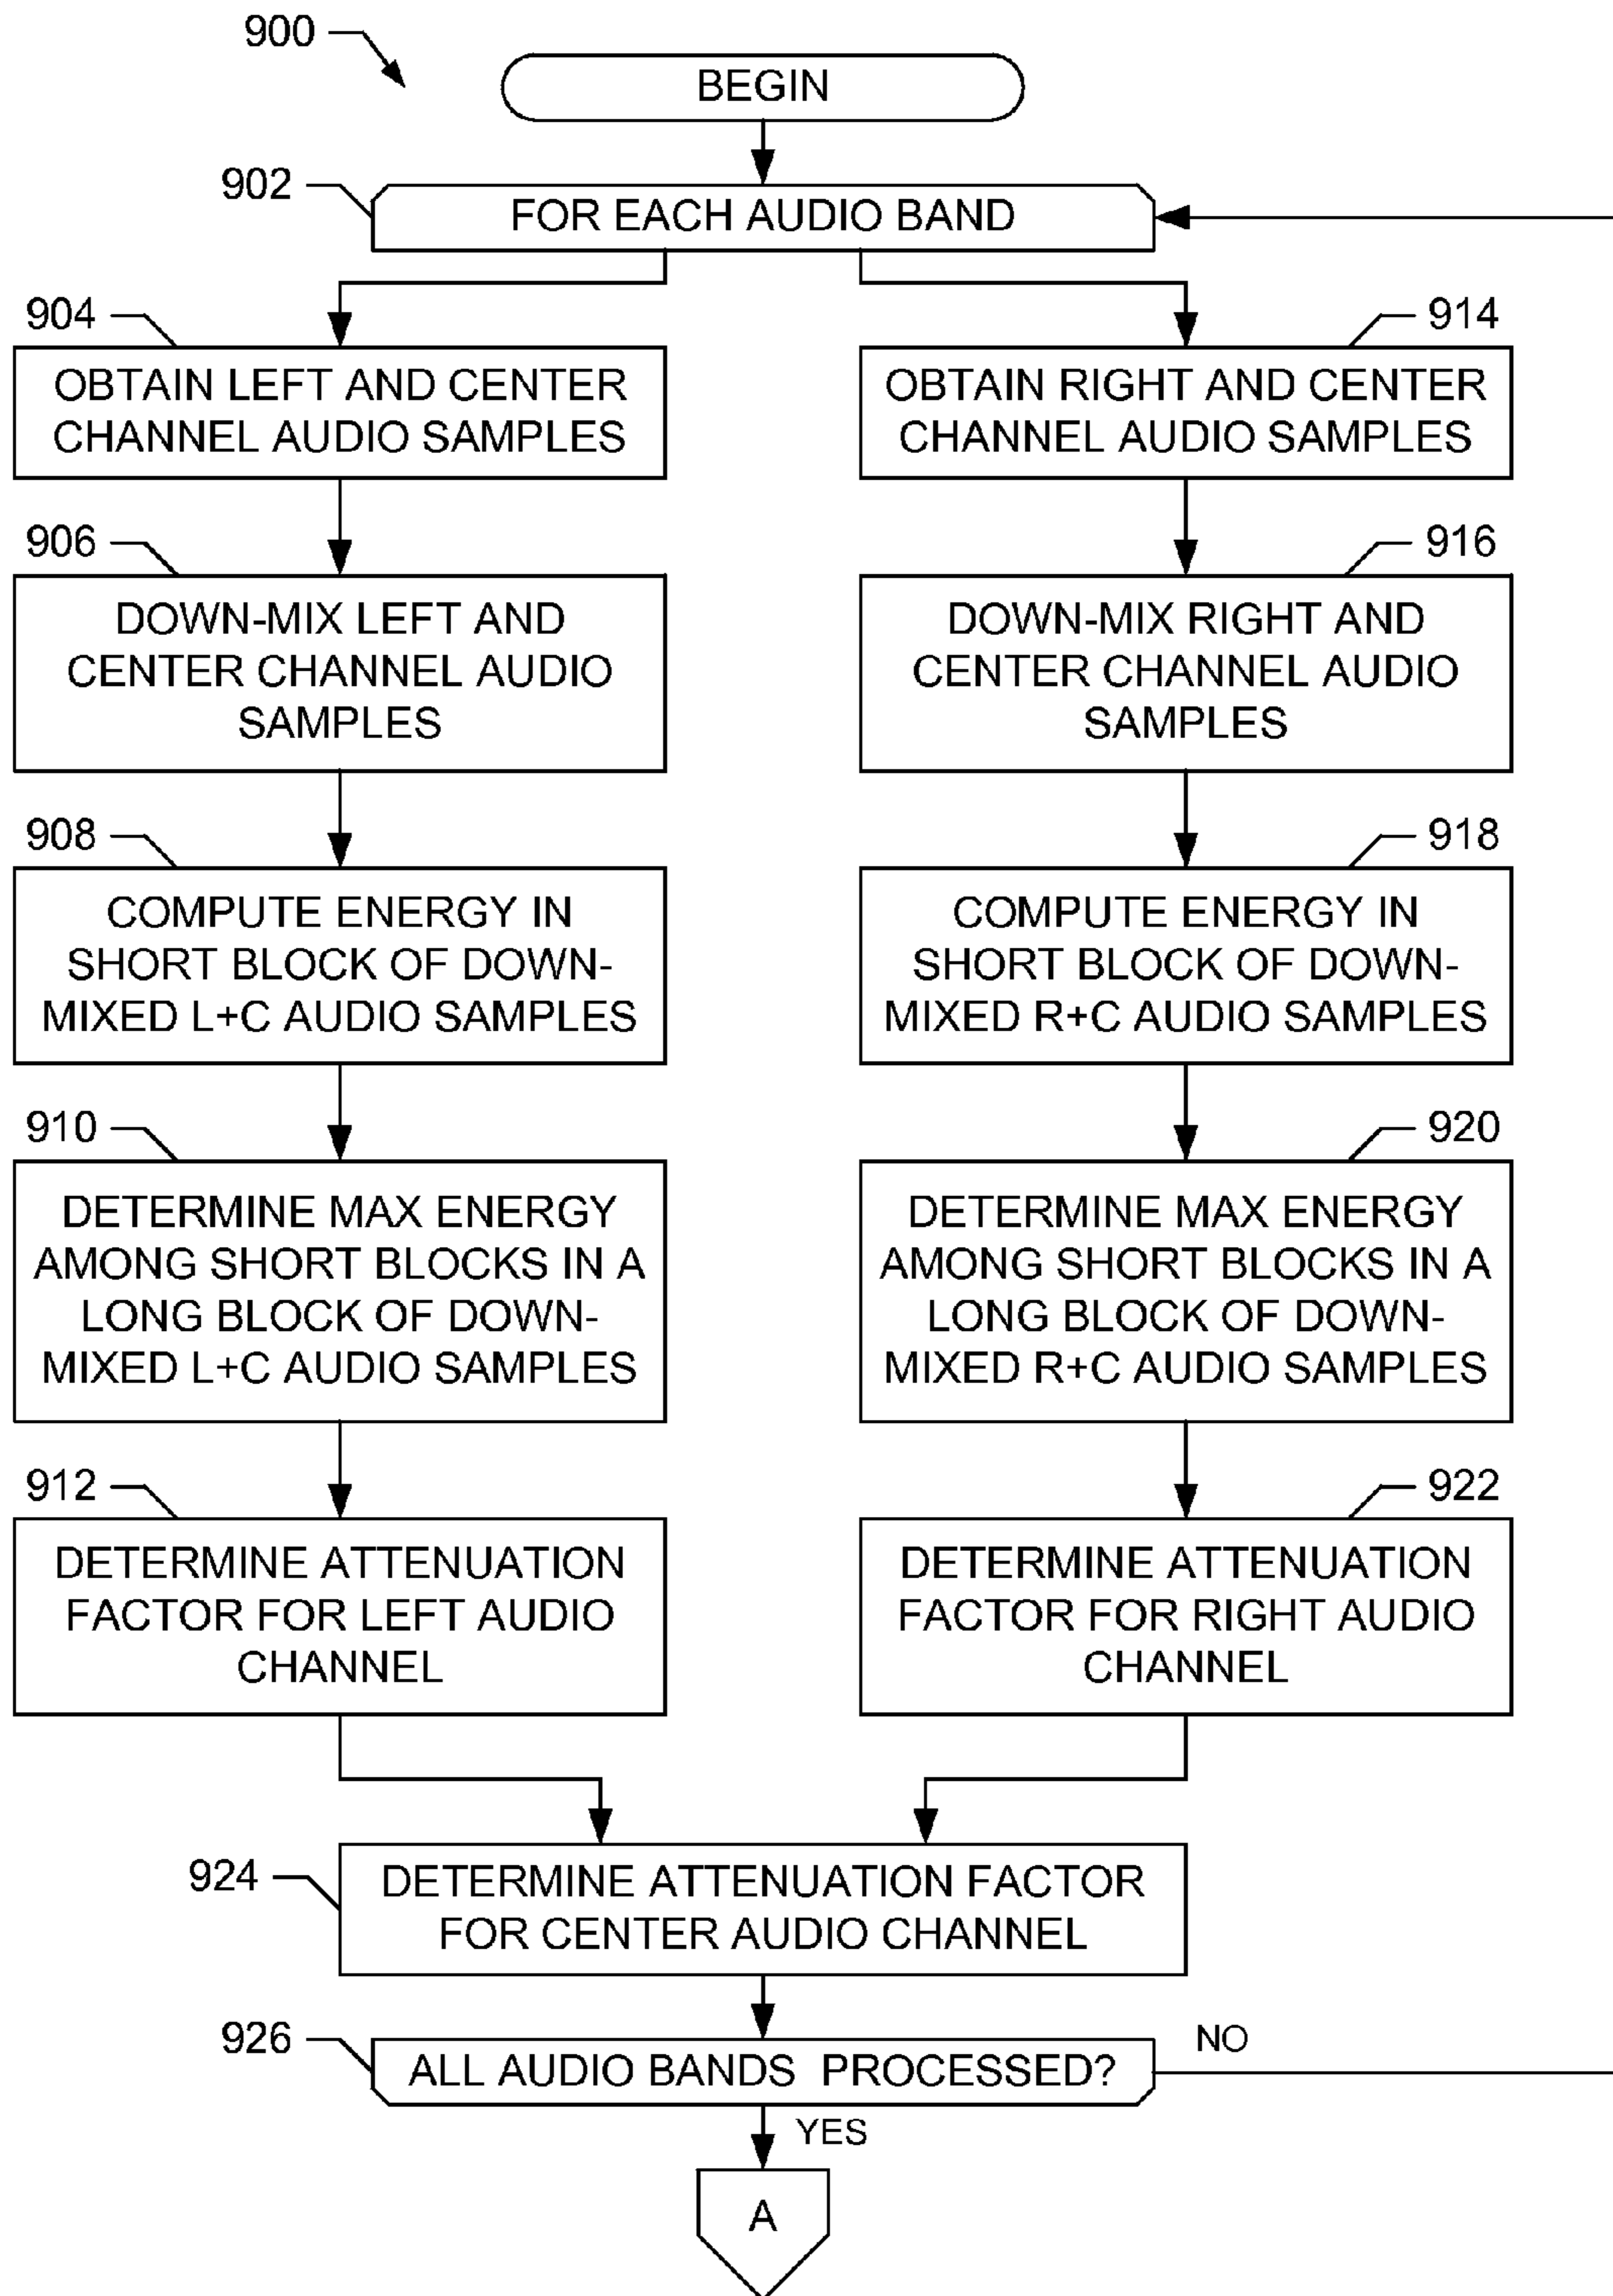 900
BEGIN
902
FOR EACH AUDIO BAND
904
OBTAIN LEFT AND CENTER
CHANNEL AUDIO SAMPLES
906
DOWN-MIX LEFT AND
CENTER CHANNEL AUDIO
SAMPLES
908
COMPUTE ENERGY IN
SHORT BLOCK OF DOWN-
MIXED L+C AUDIO SAMPLES
910
DETERMINE MAX ENERGY
AMONG SHORT BLOCKS IN A
LONG BLOCK OF DOWN-
MIXED L+C AUDIO SAMPLES
912
DETERMINE ATTENUATION
FACTOR FOR LEFT AUDIO
CHANNEL
914
OBTAIN RIGHT AND CENTER
CHANNEL AUDIO SAMPLES
916
DOWN-MIX RIGHT AND
CENTER CHANNEL AUDIO
SAMPLES
918
COMPUTE ENERGY IN
SHORT BLOCK OF DOWN-
MIXED R+C AUDIO SAMPLES
920
DETERMINE MAX ENERGY
AMONG SHORT BLOCKS IN A
LONG BLOCK OF DOWN-
MIXED R+C AUDIO SAMPLES
922
DETERMINE ATTENUATION
FACTOR FOR RIGHT AUDIO
CHANNEL
924
DETERMINE ATTENUATION FACTOR
FOR CENTER AUDIO CHANNEL
926
ALL AUDIO BANDS PROCESSED?
NO
YES
A